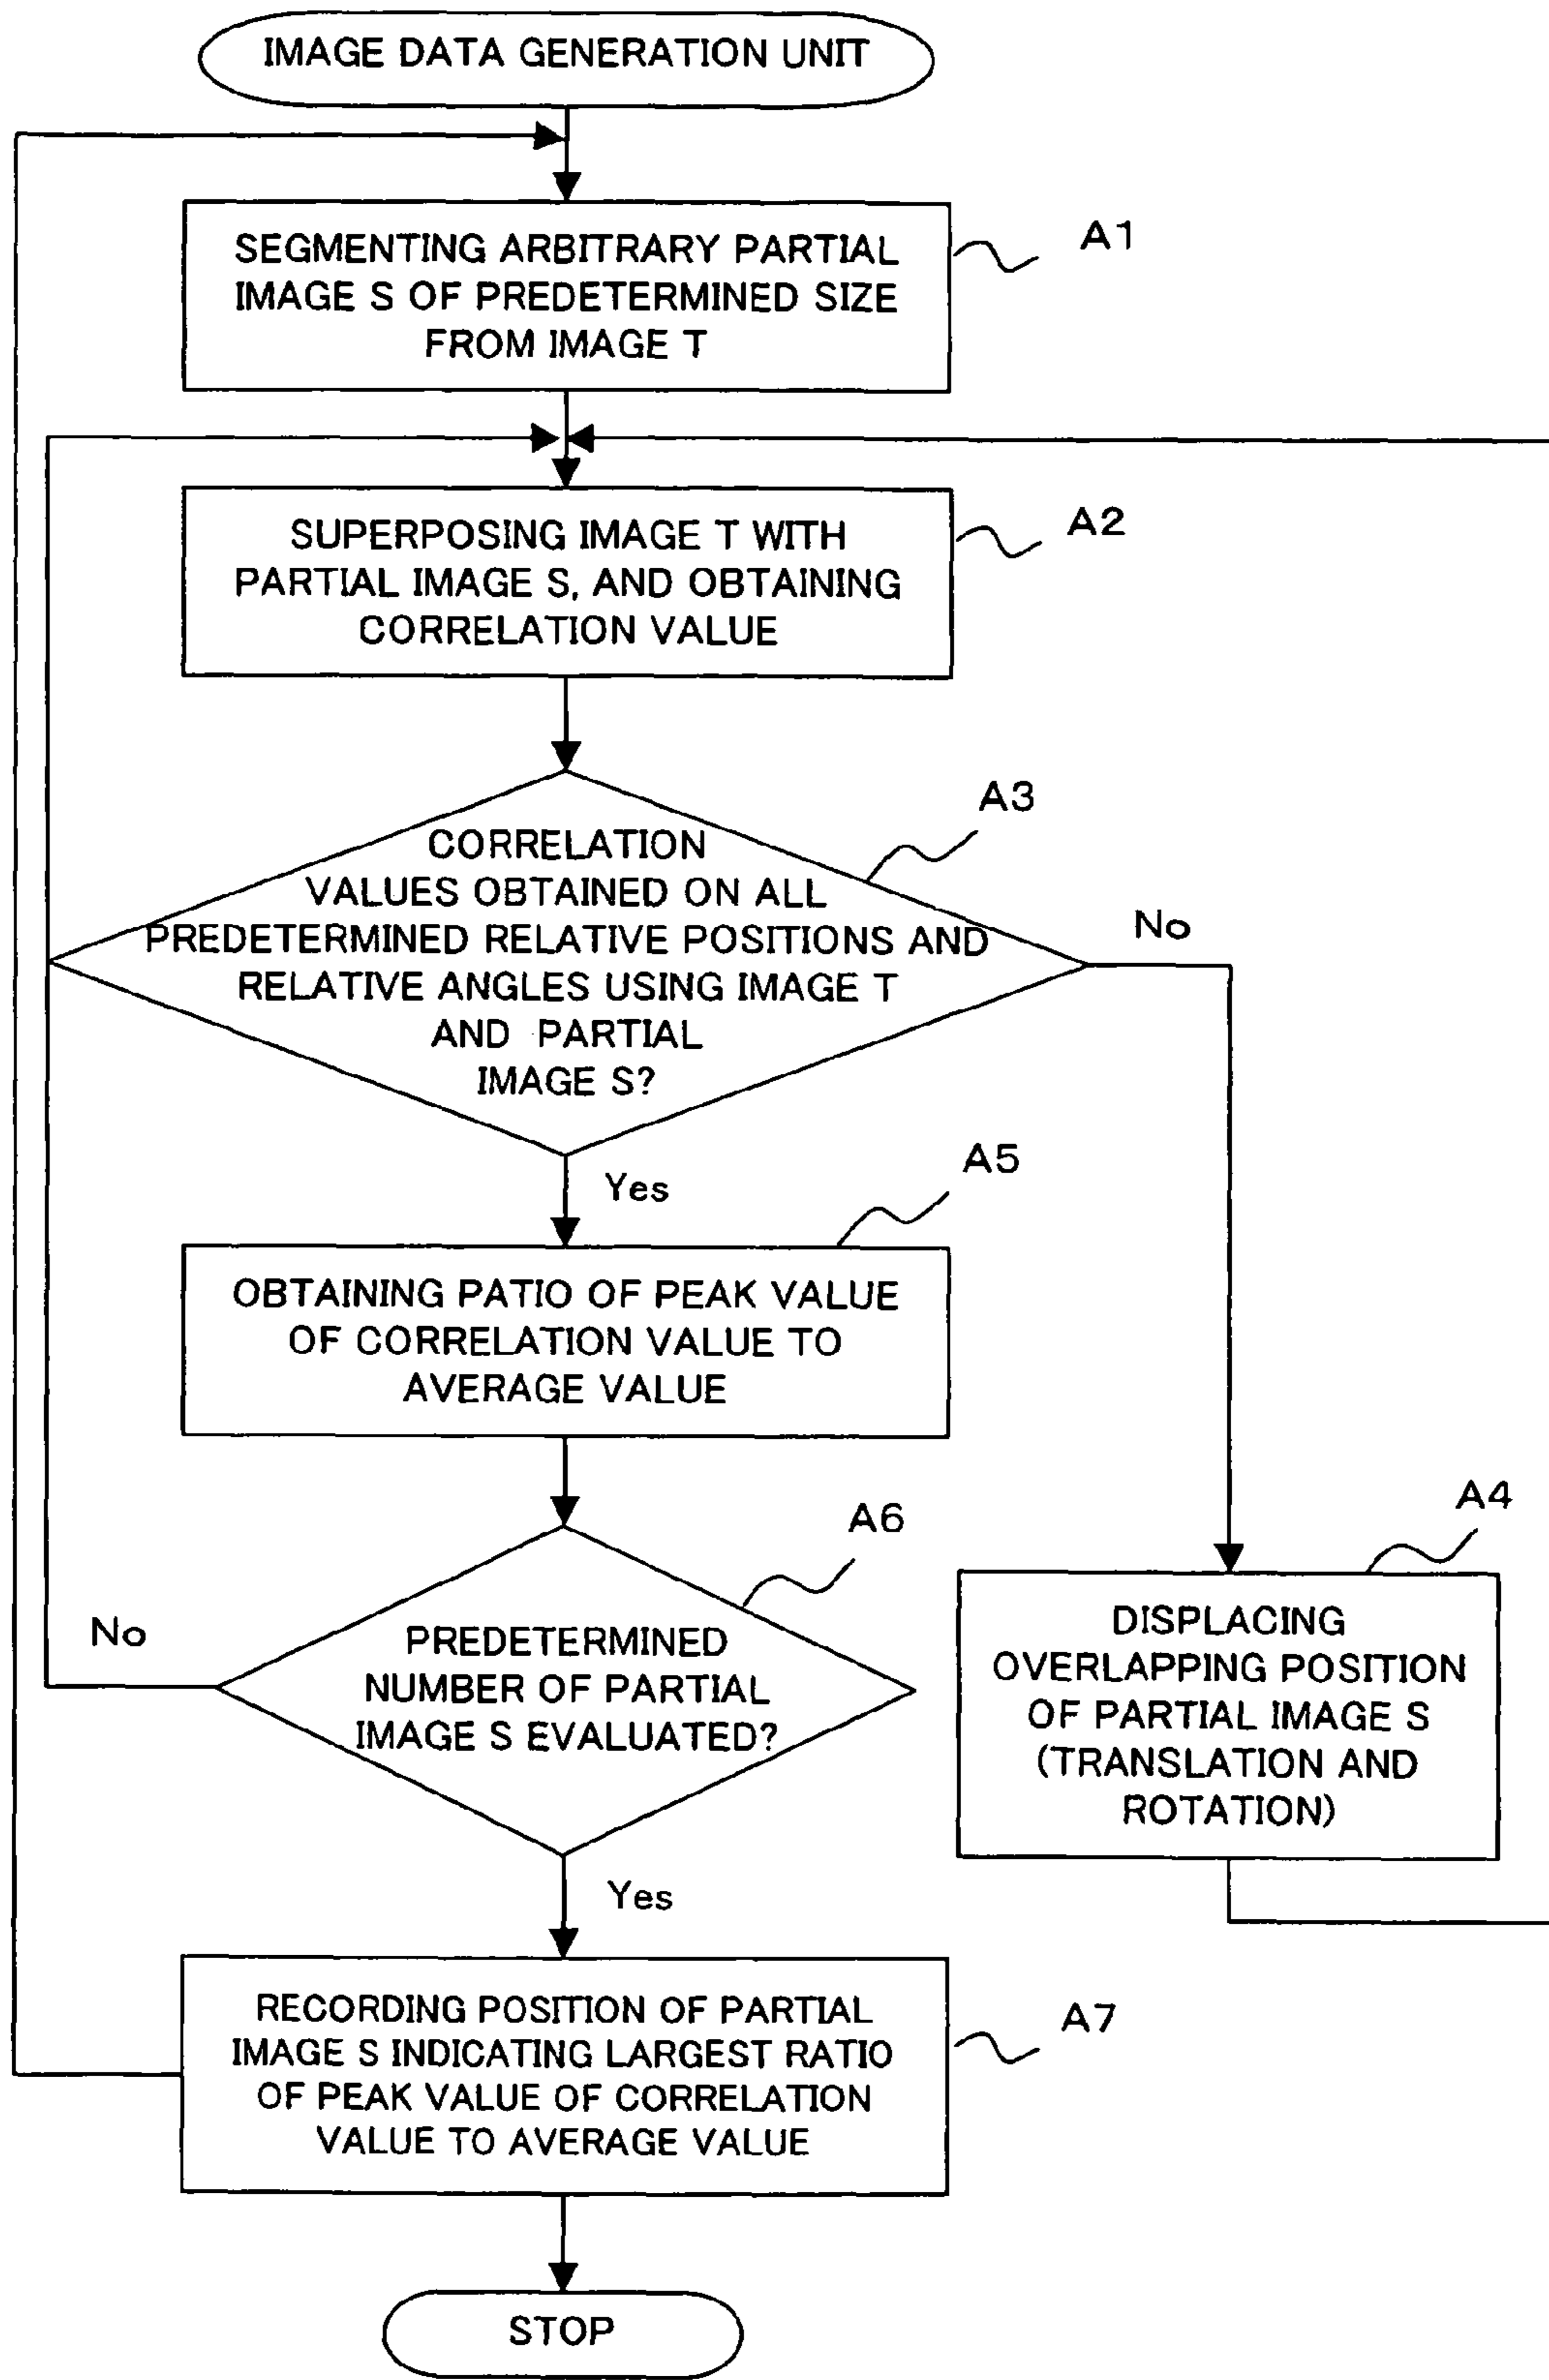 IMAGE DATA GENERATION UNIT
SEGMENTING ARBITRARY PARTIAL
IMAGE S OF PREDETERMINED SIZE
FROM IMAGE T
A1
SUPERPOSING IMAGE T WITH
PARTIAL IMAGE S, AND OBTAINING
CORRELATION VALUE
A2
CORRELATION
VALUES OBTAINED ON ALL
PREDETERMINED RELATIVE POSITIONS AND
RELATIVE ANGLES USING IMAGE T
AND PARTIAL
IMAGE S?
A3
No
Yes
A5
OBTAINING PATIO OF PEAK VALUE
OF CORRELATION VALUE TO
AVERAGE VALUE
A6
PREDETERMINED
NUMBER OF PARTIAL
IMAGE S EVALUATED?
No
Yes
A4
DISPLACING
OVERLAPPING POSITION
OF PARTIAL IMAGE S
(TRANSLATION AND
ROTATION)
RECORDING POSITION OF PARTIAL
IMAGE S INDICATING LARGEST RATIO
OF PEAK VALUE OF CORRELATION
VALUE TO AVERAGE VALUE
A7
STOP